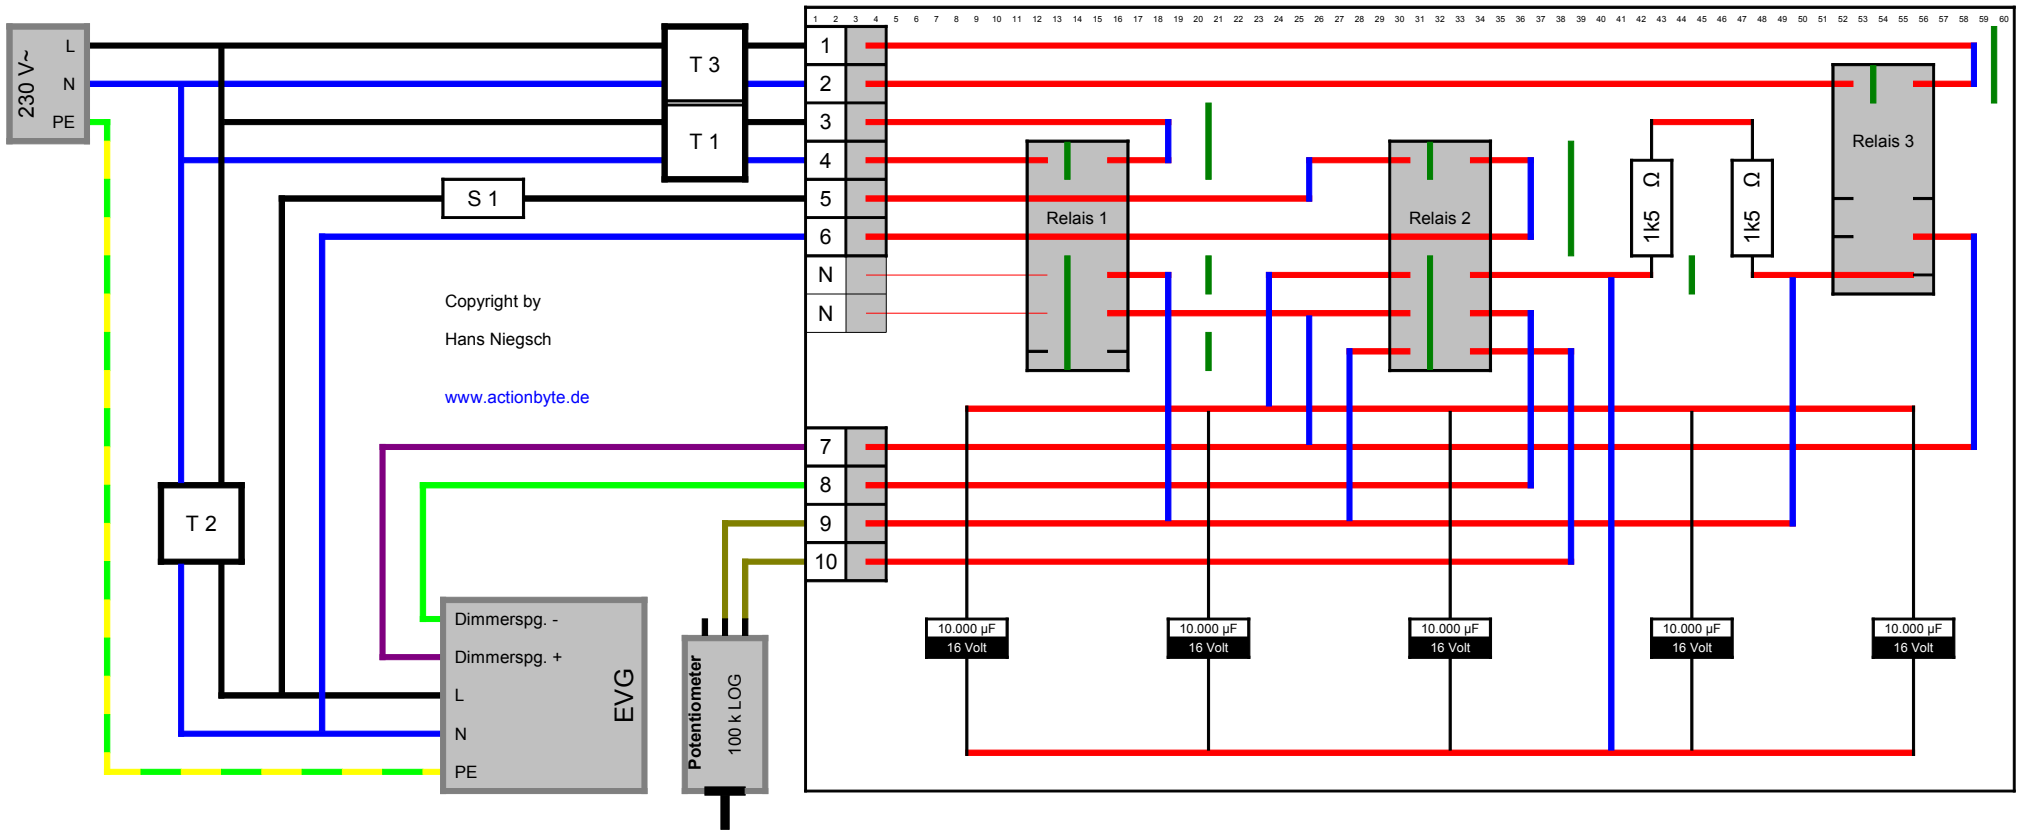 1 2 3 4 5 6 7 8 9 10 11 12 13 14 15 16 17 18 19 20 21 22 23 24 25 26 27 28 29 30 31 32 33 34 35 36 37 38 39 40 41 42 43 44 45 46 47 48 49 50 51 52 53 54 55 56 57 58 59 60
230 V~
L
N
PE
T 3
T 1
S 1
T 2
1
2
3
4
5
6
N
N
7
8
9
10
Relais 1
Relais 2
1k5 Ω
1k5 Ω
Relais 3
Copyright by
Hans Niegsch
www.actionbyte.de
Dimmerspg. -
Dimmerspg. +
L
N
PE
EVG
Potentiometer
100 k LOG
10.000 µF
16 Volt
10.000 µF
16 Volt
10.000 µF
16 Volt
10.000 µF
16 Volt
10.000 µF
16 Volt